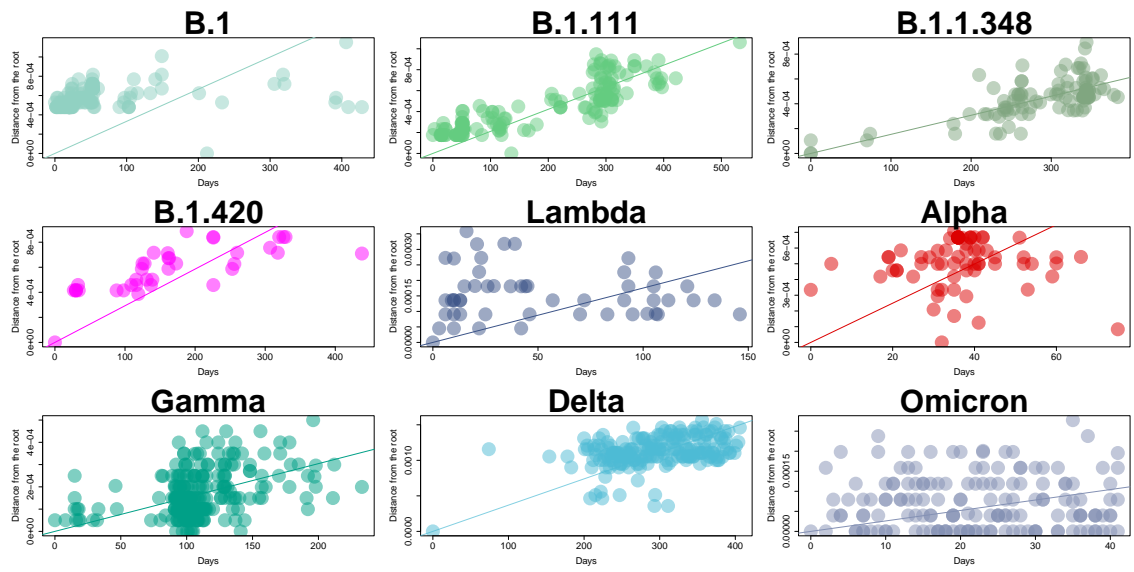 B.1 B.1.111 B.1.1.348
Distance from the root Distance from the root Distance from the root
0e+00 4e-04 8e-04 0e+00 4e-04 8e-04 0e+00 4e-04 8e-04
0 100 200 300 400 0 100 200 300 400 500 0 100 200 300
Days Days Days
B.1.420 Lambda Alpha
Distance from the root Distance from the root Distance from the root
0e+00 4e-04 8e-04 0.00000 0.00015 0.00030 0e+00 3e-04 6e-04
0 100 200 300 400 0 50 100 150 0 20 40 60
Days Days Days
Gamma Delta Omicron
Distance from the root Distance from the root Distance from the root
0e+00 2e-04 4e-04 0.000 0.010 0.00000 0.00015
0 50 100 150 200 0 100 200 300 400 0 10 20 30 40
Days Days Days